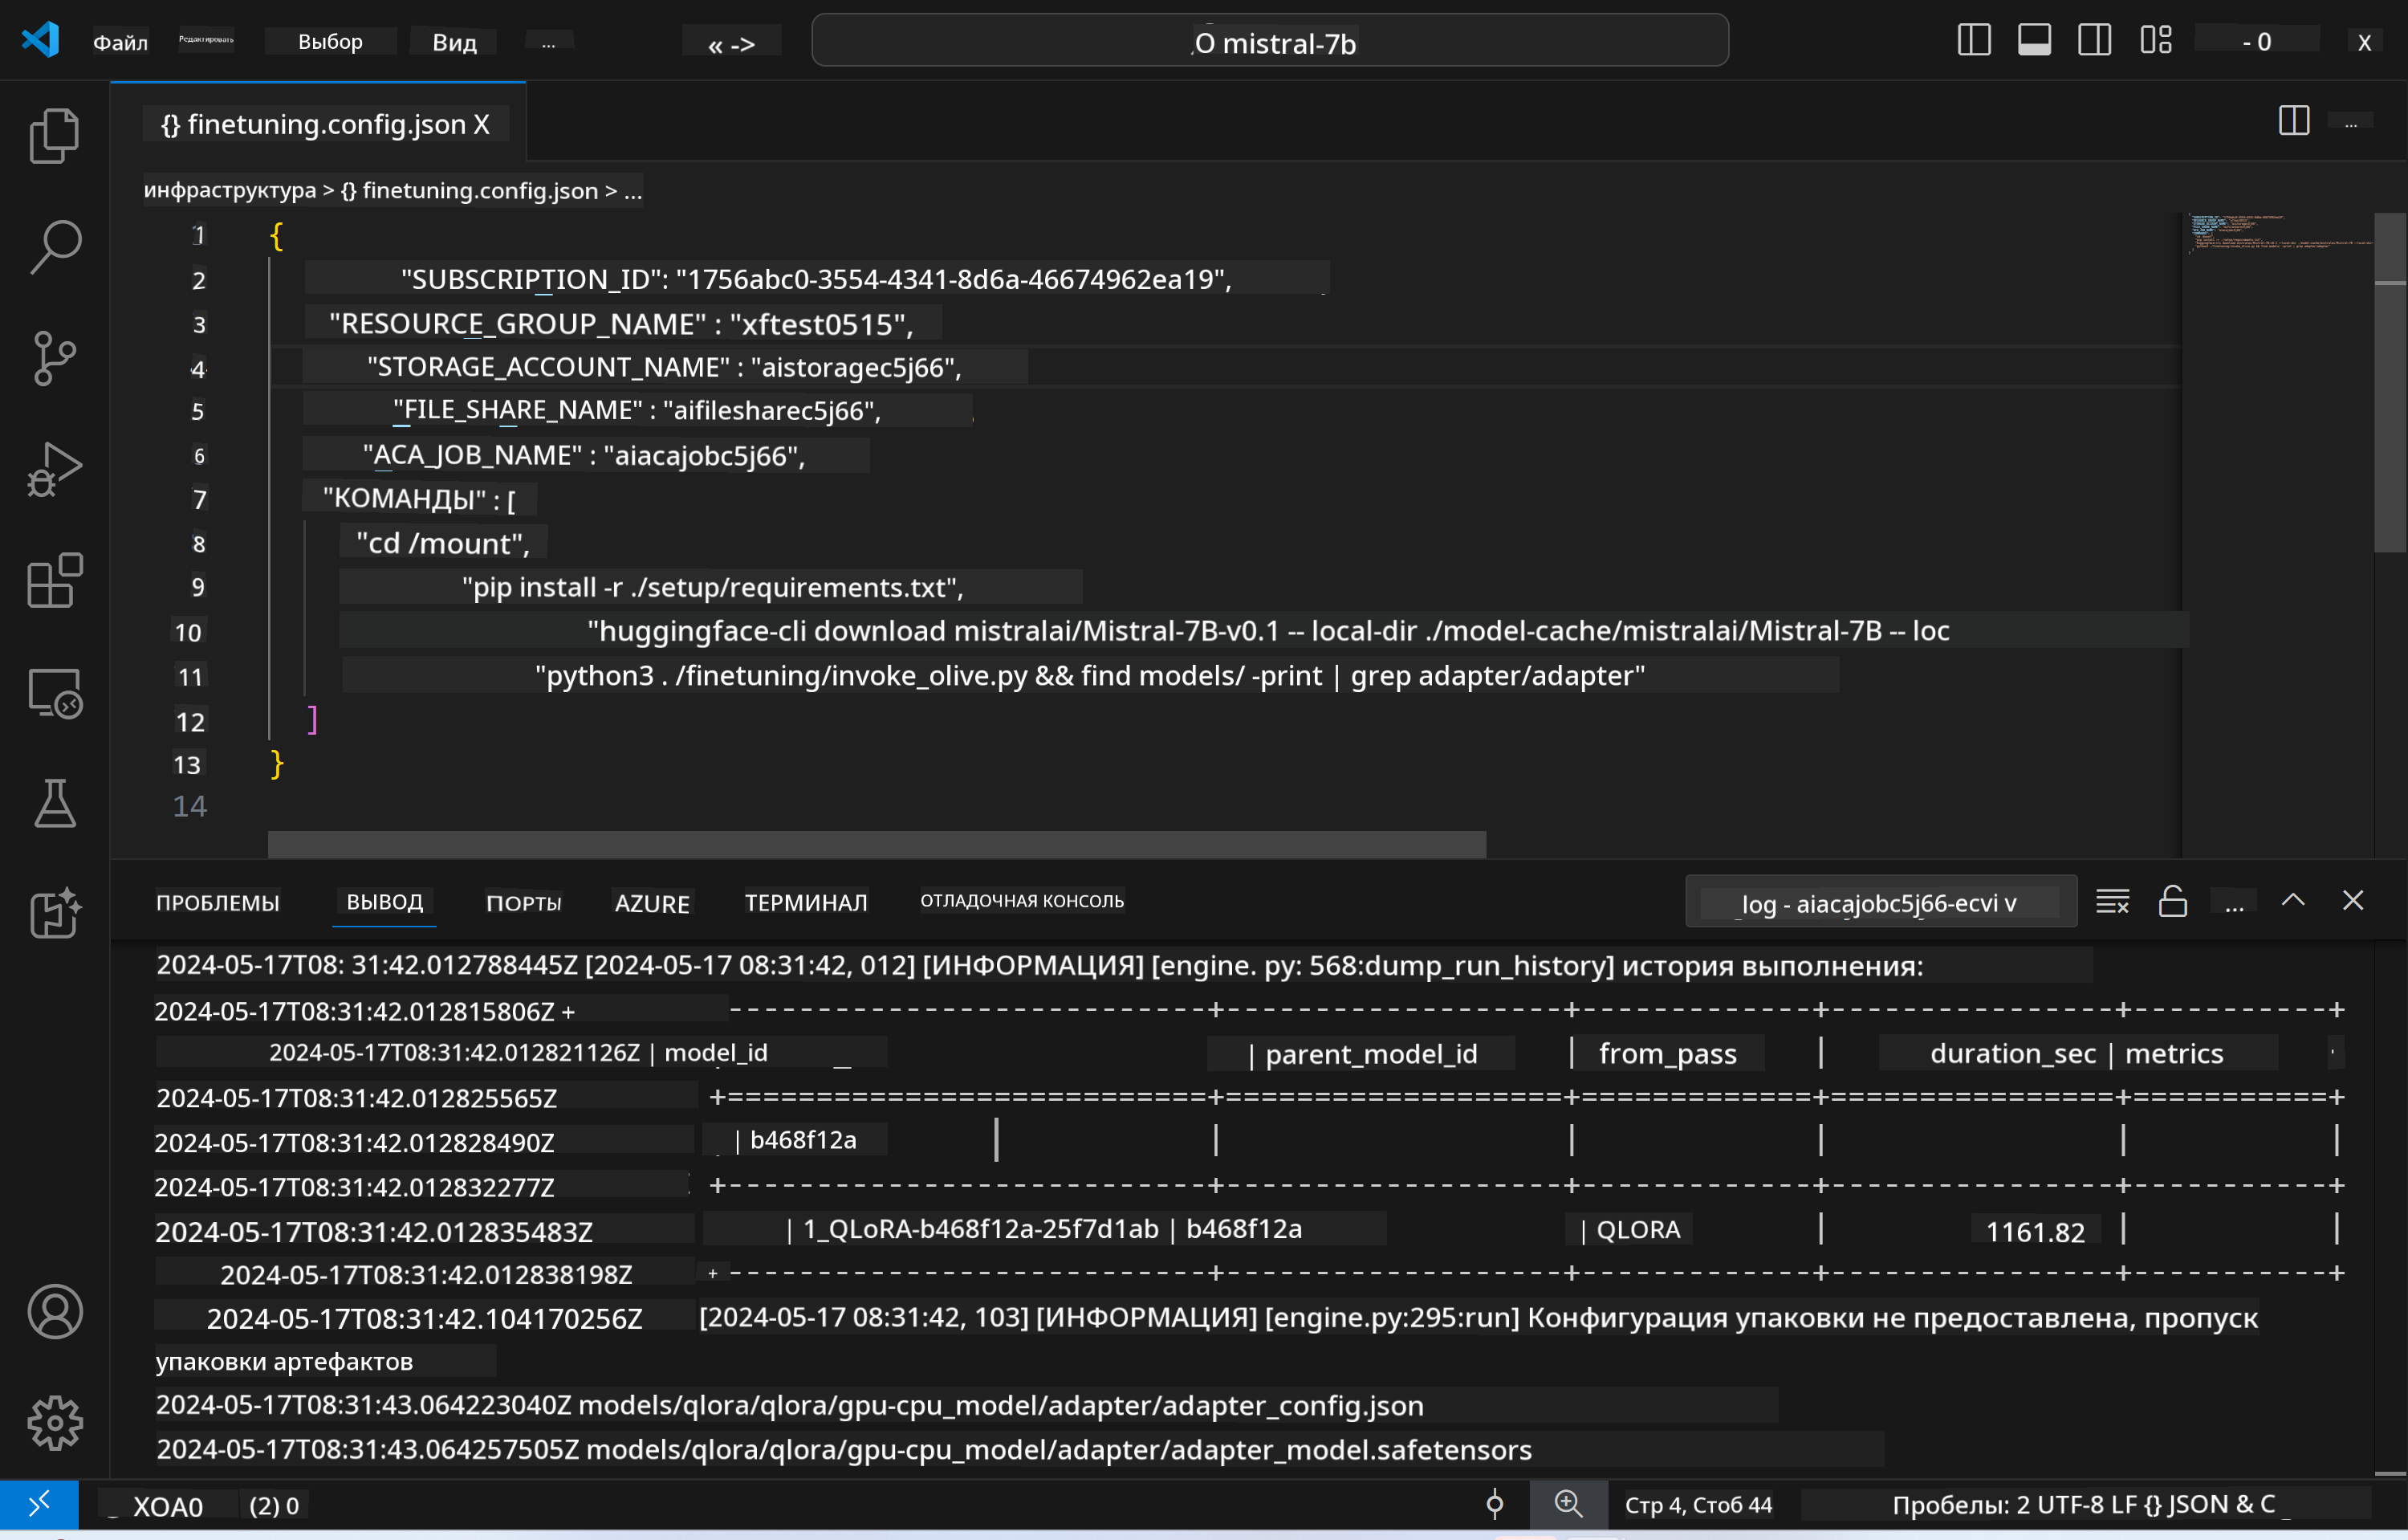 Файл Редактировать Выбор Вид ... « -> O mistral-7b - 0 X
{} finetuning.config.json X ...
инфраструктура > {} finetuning.config.json > ...
1 {
2 "SUBSCRIPTION_ID": "1756abc0-3554-4341-8d6a-46674962ea19",
3 "RESOURCE_GROUP_NAME" : "xftest0515",
4 "STORAGE_ACCOUNT_NAME" : "aistoragec5j66",
5 "FILE_SHARE_NAME" : "aifilesharec5j66",
6 "ACA_JOB_NAME" : "aiacajobc5j66",
7 "КОМАНДЫ" : [
8 "cd /mount",
9 "pip install -r ./setup/requirements.txt",
10 "huggingface-cli download mistralai/Mistral-7B-v0.1 -- local-dir ./model-cache/mistralai/Mistral-7B -- loc
11 "python3 . /finetuning/invoke_olive.py && find models/ -print | grep adapter/adapter"
12 ]
13 }
14
ПРОБЛЕМЫ ВЫВОД ПОРТЫ AZURE ТЕРМИНАЛ ОТЛАДОЧНАЯ КОНСОЛЬ _log - aiacajobc5j66-ecvi v ...
2024-05-17T08: 31:42.012788445Z [2024-05-17 08:31:42, 012] [ИНФОРМАЦИЯ] [engine. py: 568:dump_run_history] история выполнения:
2024-05-17T08:31:42.012815806Z + ---------------------------+-------------------+-------------+----------------+-----------+
2024-05-17T08:31:42.012821126Z | model_id | parent_model_id | from_pass | duration_sec | metrics
2024-05-17T08:31:42.012825565Z +===========================+===================+=============+================+===========+
2024-05-17T08:31:42.012828490Z | b468f12a | | | | |
2024-05-17T08:31:42.012832277Z +---------------------------+-------------------+-------------+----------------+-----------+
2024-05-17T08:31:42.012835483Z | 1_QLoRA-b468f12a-25f7d1ab | b468f12a | QLORA | 1161.82 | |
2024-05-17T08:31:42.012838198Z +---------------------------+-------------------+-------------+----------------+-----------+
2024-05-17T08:31:42.104170256Z [2024-05-17 08:31:42, 103] [ИНФОРМАЦИЯ] [engine.py:295:run] Конфигурация упаковки не предоставлена, пропуск
упаковки артефактов
2024-05-17T08:31:43.064223040Z models/qlora/qlora/gpu-cpu_model/adapter/adapter_config.json
2024-05-17T08:31:43.064257505Z models/qlora/qlora/gpu-cpu_model/adapter/adapter_model.safetensors
XOA0 (2) 0 Стр 4, Стоб 44 Пробелы: 2 UTF-8 LF {} JSON & C